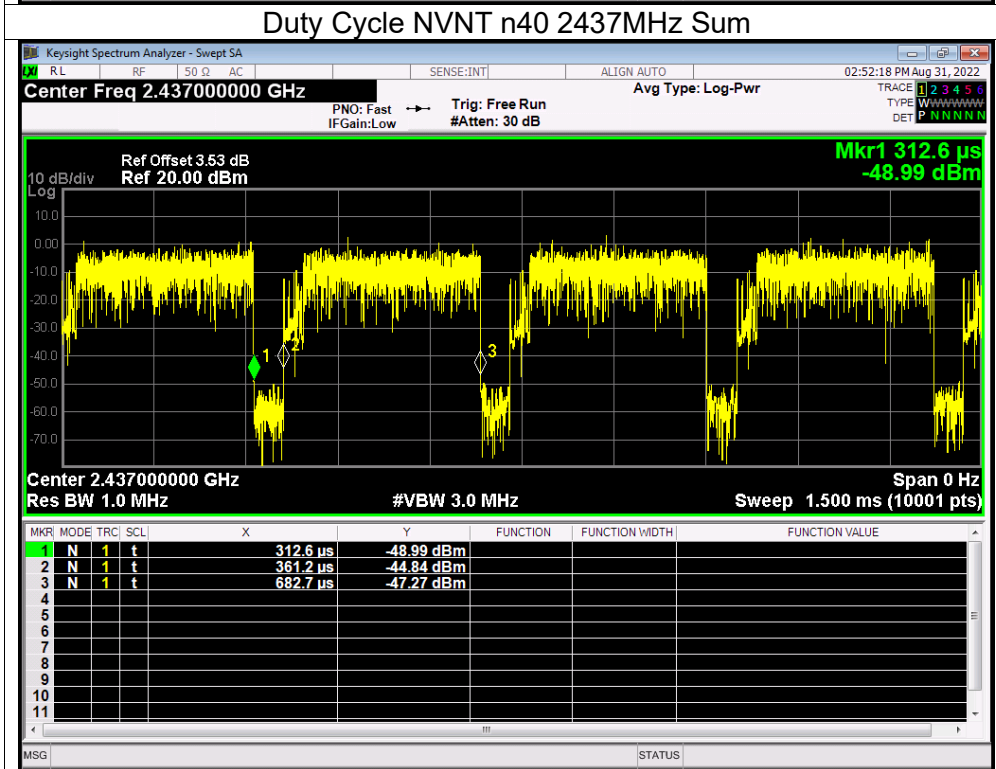 Duty Cycle NVNT n40 2437MHz Sum
Keysight Spectrum Analyzer - Swept SA
LXI RL RF 50 Ω AC SENSE:INT ALIGN AUTO 02:52:18 PM Aug 31, 2022
Center Freq 2.437000000 GHz Avg Type: Log-Pwr TRACE 1 2 3 4 5 6
PNO: Fast Trig: Free Run TYPE WWWWWW
IFGain:Low #Atten: 30 dB DET P NNNNN
Mkr1 312.6 µs
Ref Offset 3.53 dB
10 dB/div Ref 20.00 dBm -48.99 dBm
Log
10.0
0.00
-10.0
-20.0
-30.0
-40.0
-50.0
-60.0
-70.0
1
2
3
Center 2.437000000 GHz Span 0 Hz
Res BW 1.0 MHz #VBW 3.0 MHz Sweep 1.500 ms (10001 pts)
MKR MODE TRC SCL X Y FUNCTION FUNCTION WIDTH FUNCTION VALUE
1 N 1 t 312.6 µs -48.99 dBm
2 N 1 t 361.2 µs -44.84 dBm
3 N 1 t 682.7 µs -47.27 dBm
4
5
6
7
8
9
10
11
MSG STATUS